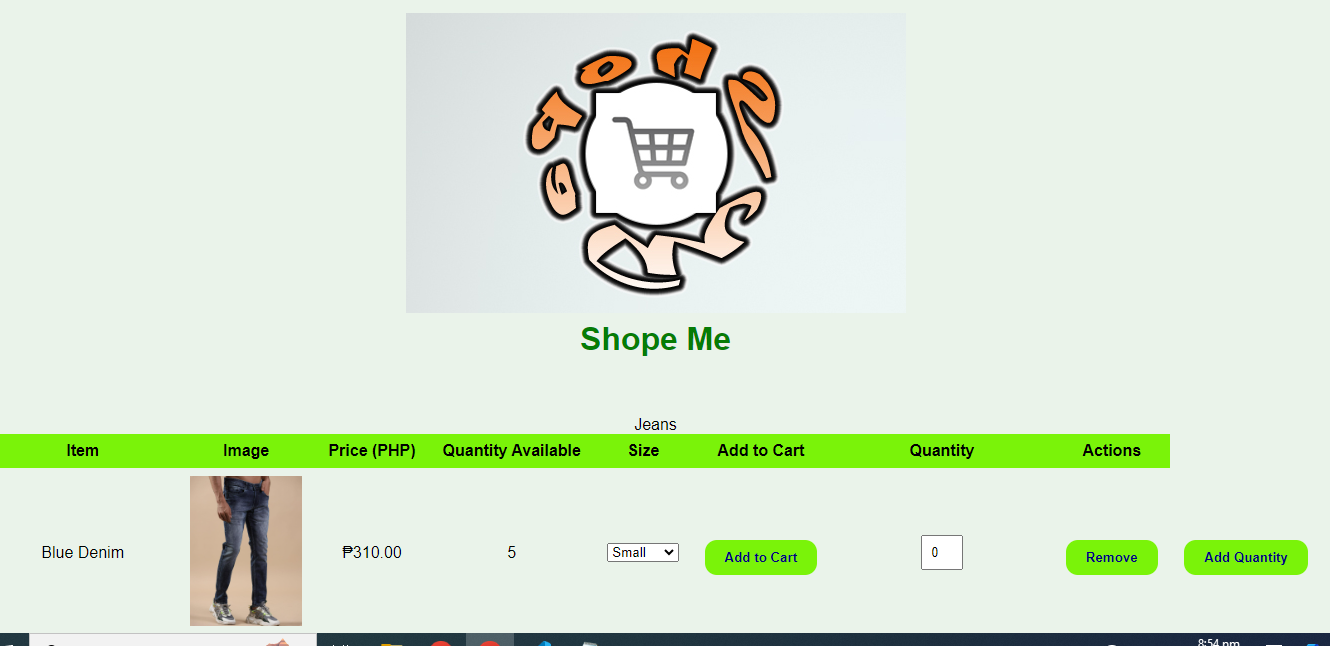 Shope Me
Jeans
Item Image Price (PHP) Quantity Available Size Add to Cart Quantity Actions
Blue Denim ₱310.00 5 Small Add to Cart 0 Remove Add Quantity
8:54 pm